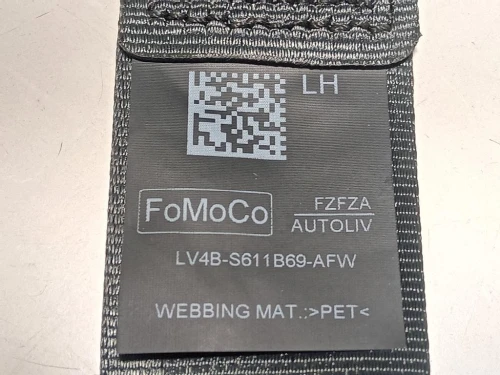 LH
FoMoCo
FZFZA
AUTOLIV
LV4B-S611B69-AFW
WEBBING MAT.:>PET<